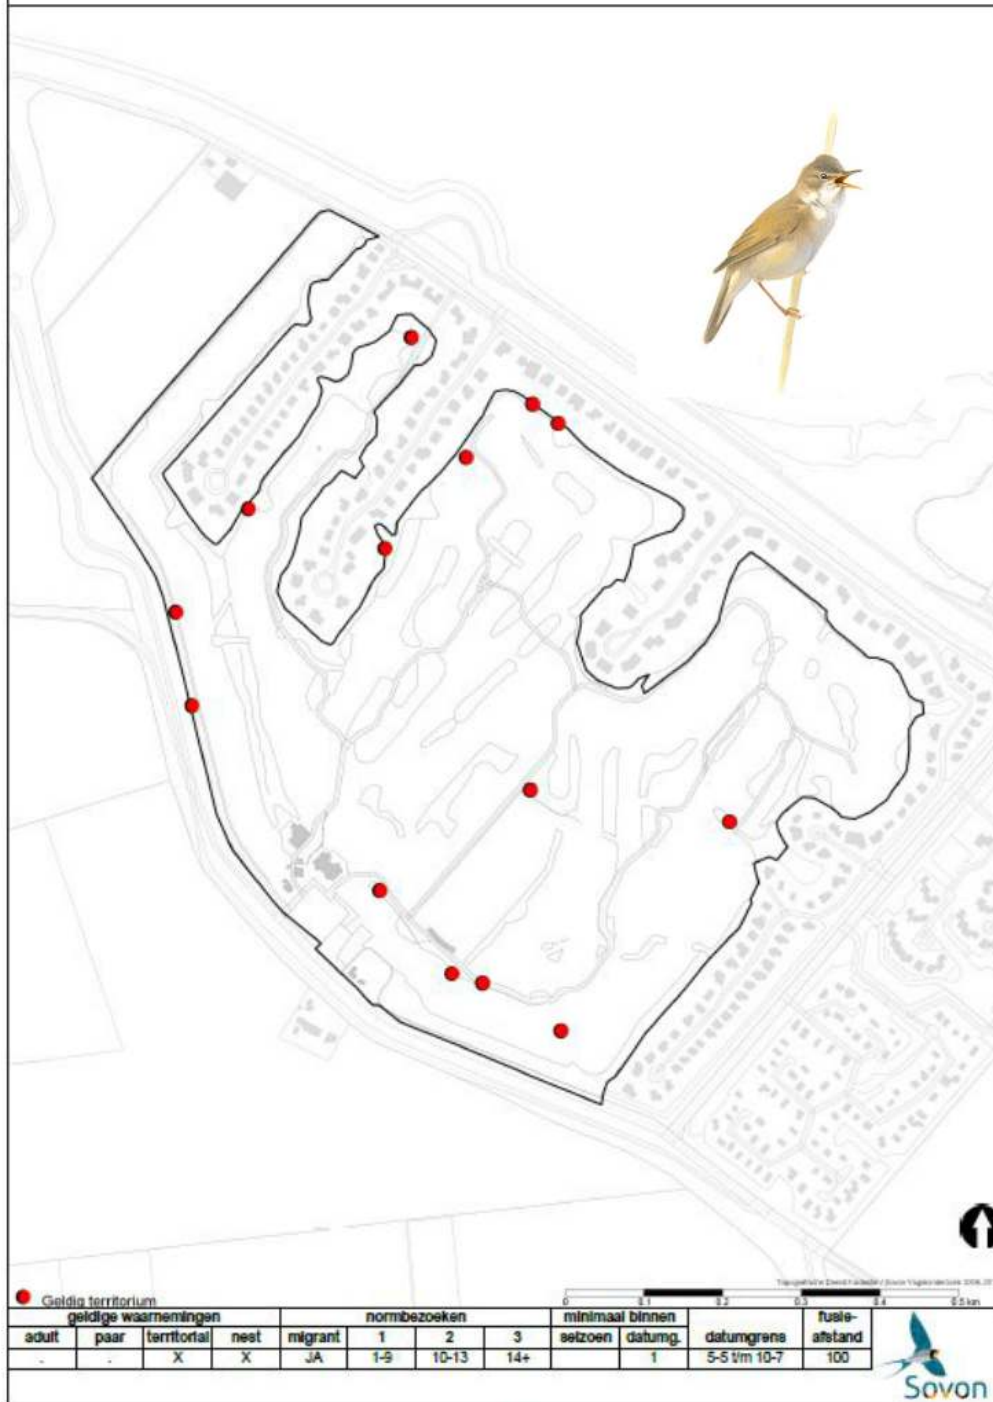 Geldig territorium
0 0.1 0.2 0.3 0.4 0.5 km
geldige waarnemingen normbezoeken minimaal binnen fusie-
adult paar territorial nest migrant 1 2 3 seizoen datumg. datumgrens afstand
. . X X JA 1-9 10-13 14+ 1 5-5 t/m 10-7 100
Sovon